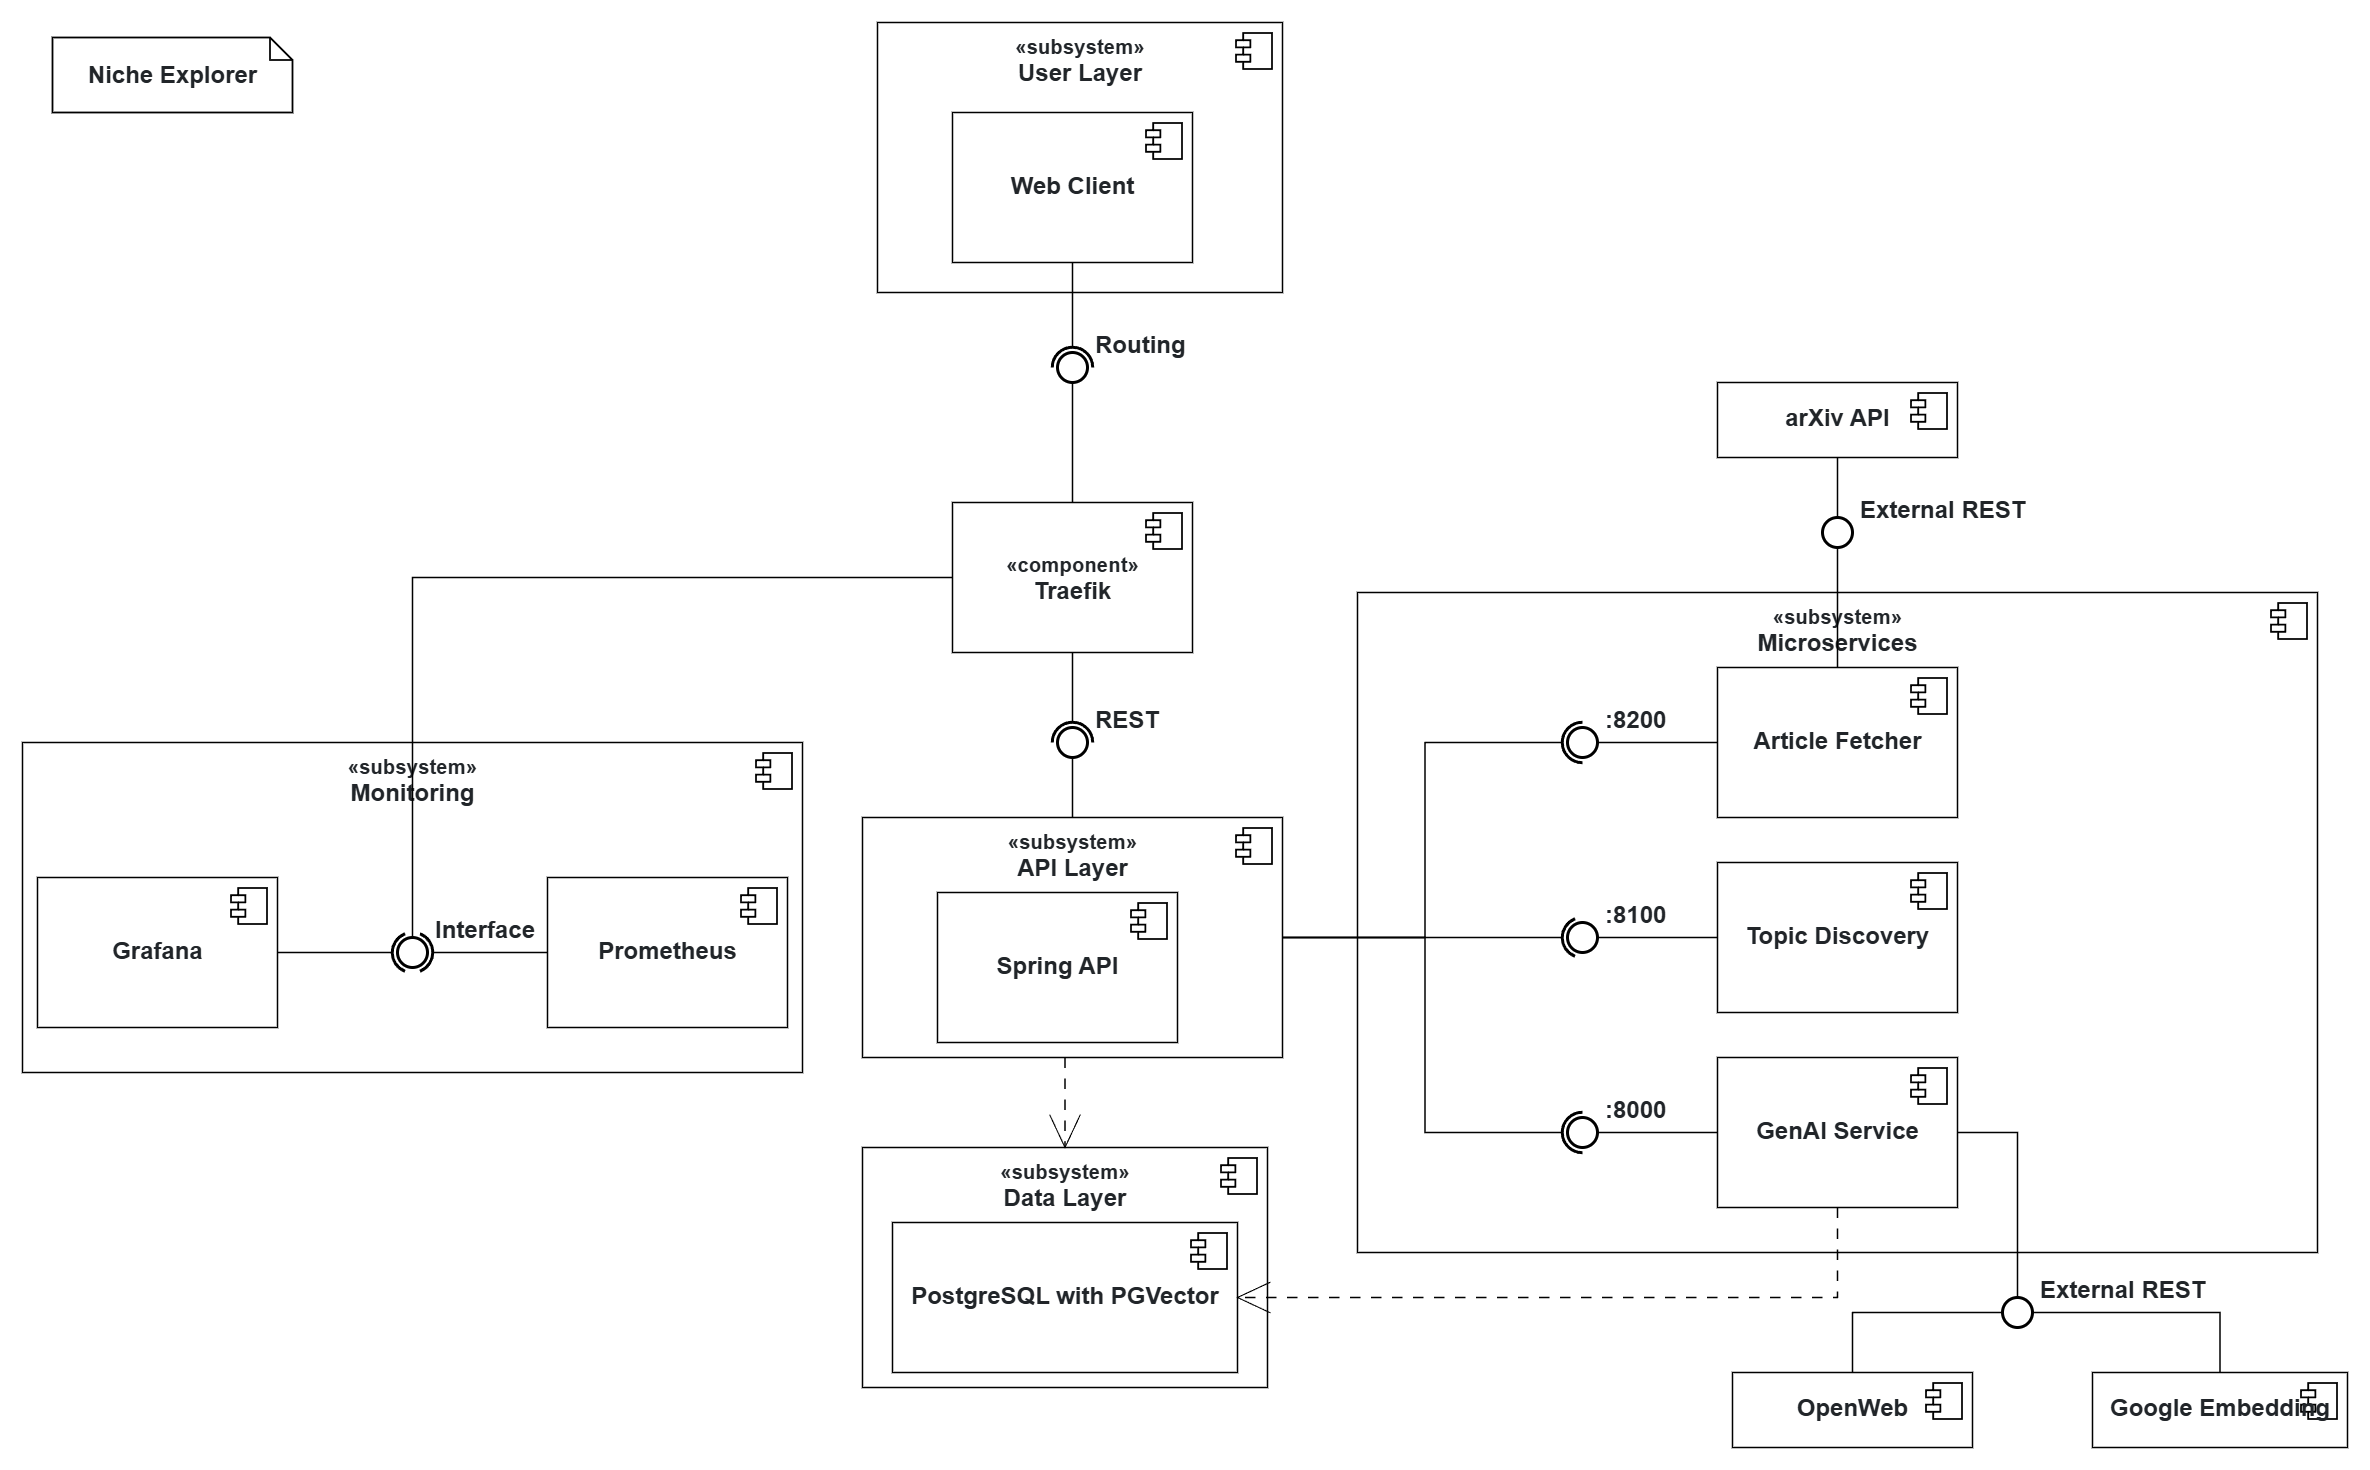 Niche Explorer
«subsystem»
User Layer
Web Client
Routing
arXiv API
External REST
«component»
Traefik
«subsystem»
Microservices
REST
:8200
Article Fetcher
«subsystem»
Monitoring
Grafana
Interface
Prometheus
«subsystem»
API Layer
Spring API
:8100
Topic Discovery
:8000
GenAI Service
«subsystem»
Data Layer
PostgreSQL with PGVector
External REST
OpenWeb
Google Embedding